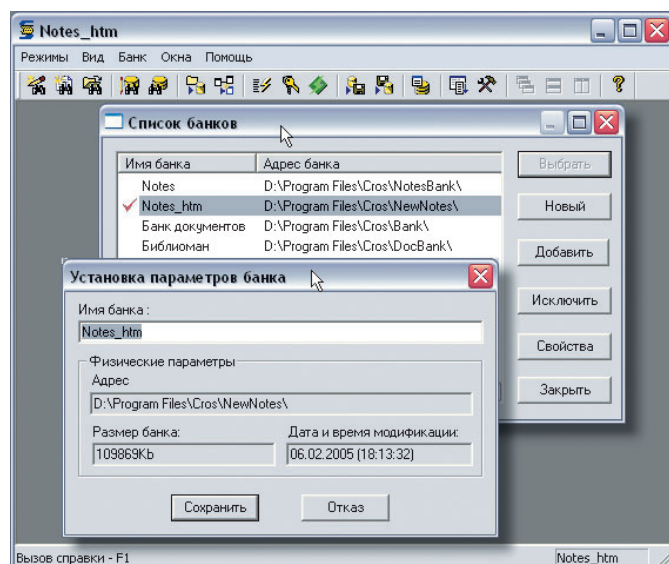 Notes_htm
Режимы Вид Банк Окна Помощь
Список банков
Имя банка Адрес банка
Notes D:\Program Files\Cros\NotesBank\
Notes_htm D:\Program Files\Cros\NewNotes\
Банк документов D:\Program Files\Cros\Bank\
Библиоман D:\Program Files\Cros\DocBank\
Выбрать
Новый
Добавить
Исключить
Свойства
Закрыть
Установка параметров банка
Имя банка :
Notes_htm
Физические параметры
Адрес
D:\Program Files\Cros\NewNotes\
Размер банка: Дата и время модификации:
109869Kb 06.02.2005 (18:13:32)
Сохранить Отказ
Вызов справки - F1 Notes_htm